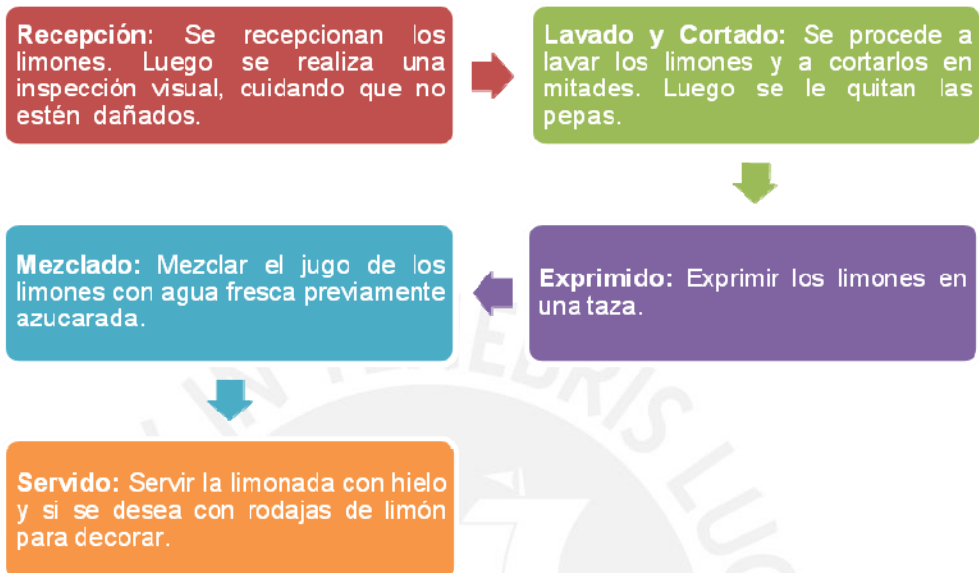 Recepción: Se recepcionan los
limones. Luego se realiza una
inspección visual, cuidando que no
estén dañados.
Lavado y Cortado: Se procede a
lavar los limones y a cortarlos en
mitades. Luego se le quitan las
pepas.
Exprimido: Exprimir los limones en
una taza.
Mezclado: Mezclar el jugo de los
limones con agua fresca previamente
azucarada.
Servido: Servir la limonada con hielo
y si se desea con rodajas de limón
para decorar.
IN TENEBRIS